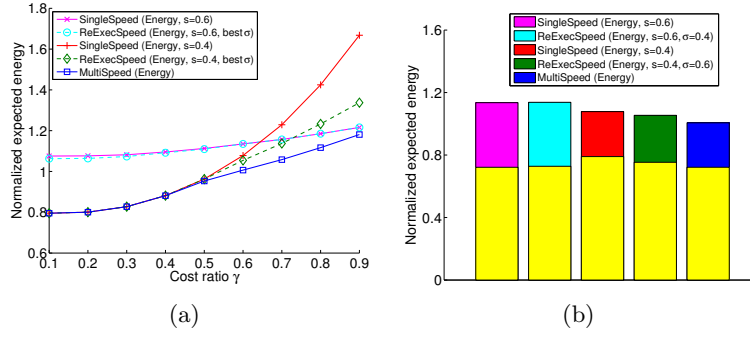 Normalized expected energy
1.8
1.6
1.4
1.2
1
0.8
0.6
SingleSpeed (Energy, s=0.6)
ReExecSpeed (Energy, s=0.6, best σ)
SingleSpeed (Energy, s=0.4)
ReExecSpeed (Energy, s=0.4, best σ)
MultiSpeed (Energy)
0.1 0.2 0.3 0.4 0.5 0.6 0.7 0.8 0.9
Cost ratio γ
(a)
Normalized expected energy
1.6
1.2
0.8
0.4
0
SingleSpeed (Energy, s=0.6)
ReExecSpeed (Energy, s=0.6,σ=0.4)
SingleSpeed (Energy, s=0.4)
ReExecSpeed (Energy, s=0.4,σ=0.6)
MultiSpeed (Energy)
(b)